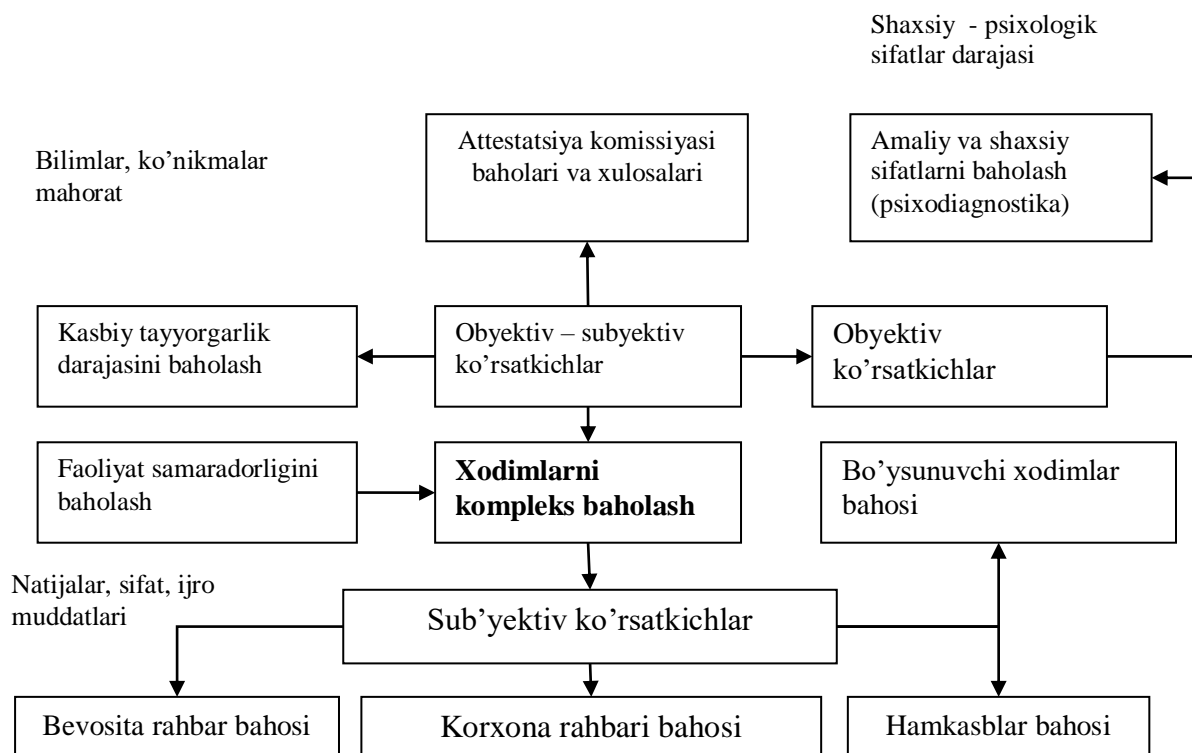 Shaxsiy - psixologik
sifatlar darajasi
Bilimlar, ko’nikmalar
mahorat
Attestatsiya komissiyasi
baholari va xulosalari
Amaliy va shaxsiy
sifatlarni baholash
(psixodiagnostika)
Kasbiy tayyorgarlik
darajasini baholash
Obyektiv – subyektiv
ko’rsatkichlar
Obyektiv
ko’rsatkichlar
Faoliyat samaradorligini
baholash
Xodimlarni
kompleks baholash
Bo’ysunuvchi xodimlar
bahosi
Natijalar, sifat, ijro
muddatlari
Sub’yektiv ko’rsatkichlar
Bevosita rahbar bahosi
Korxona rahbari bahosi
Hamkasblar bahosi